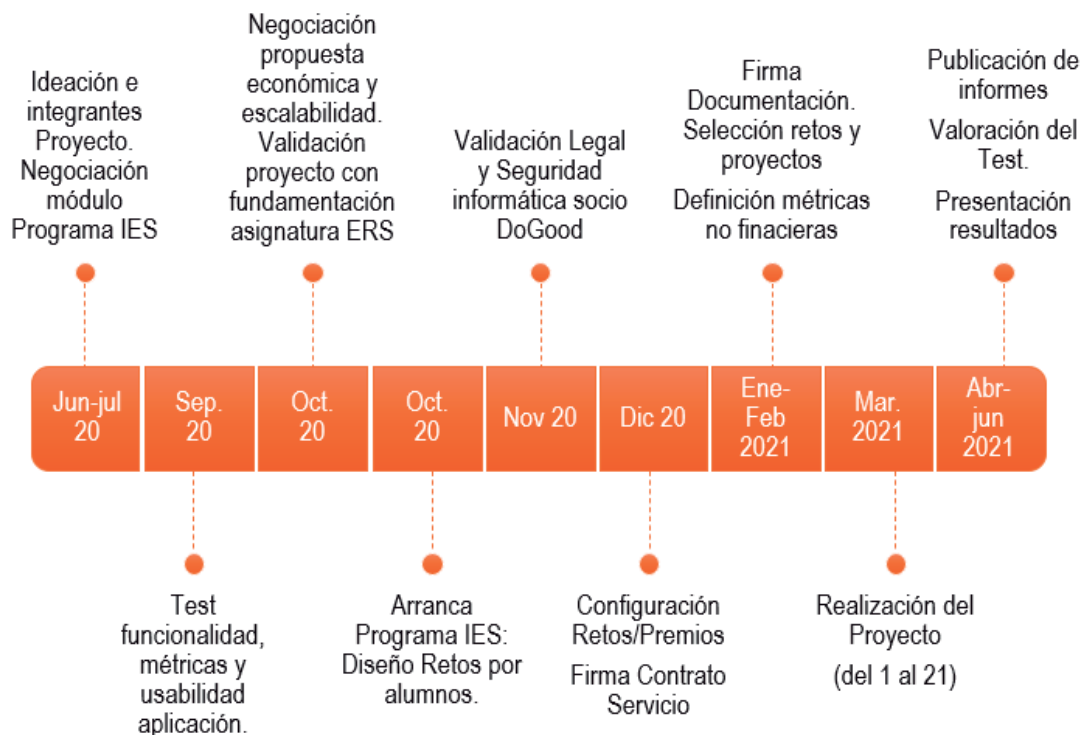 Ideación e
integrantes
Proyecto.
Negociación
módulo
Programa IES
Negociación
propuesta
económica y
escalabilidad.
Validación
proyecto con
fundamentación
asignatura ERS
Validación Legal
y Seguridad
informática socio
DoGood
Firma
Documentación.
Selección retos y
proyectos
Definición métricas
no finacieras
Publicación de
informes
Valoración del
Test.
Presentación
resultados
Jun-jul
20
Sep.
20
Oct.
20
Oct.
20
Nov 20
Dic 20
Ene-
Feb
2021
Mar.
2021
Abr-
jun
2021
Test
funcionalidad,
métricas y
usabilidad
aplicación.
Arranca
Programa IES:
Diseño Retos por
alumnos.
Configuración
Retos/Premios
Firma Contrato
Servicio
Realización del
Proyecto
(del 1 al 21)